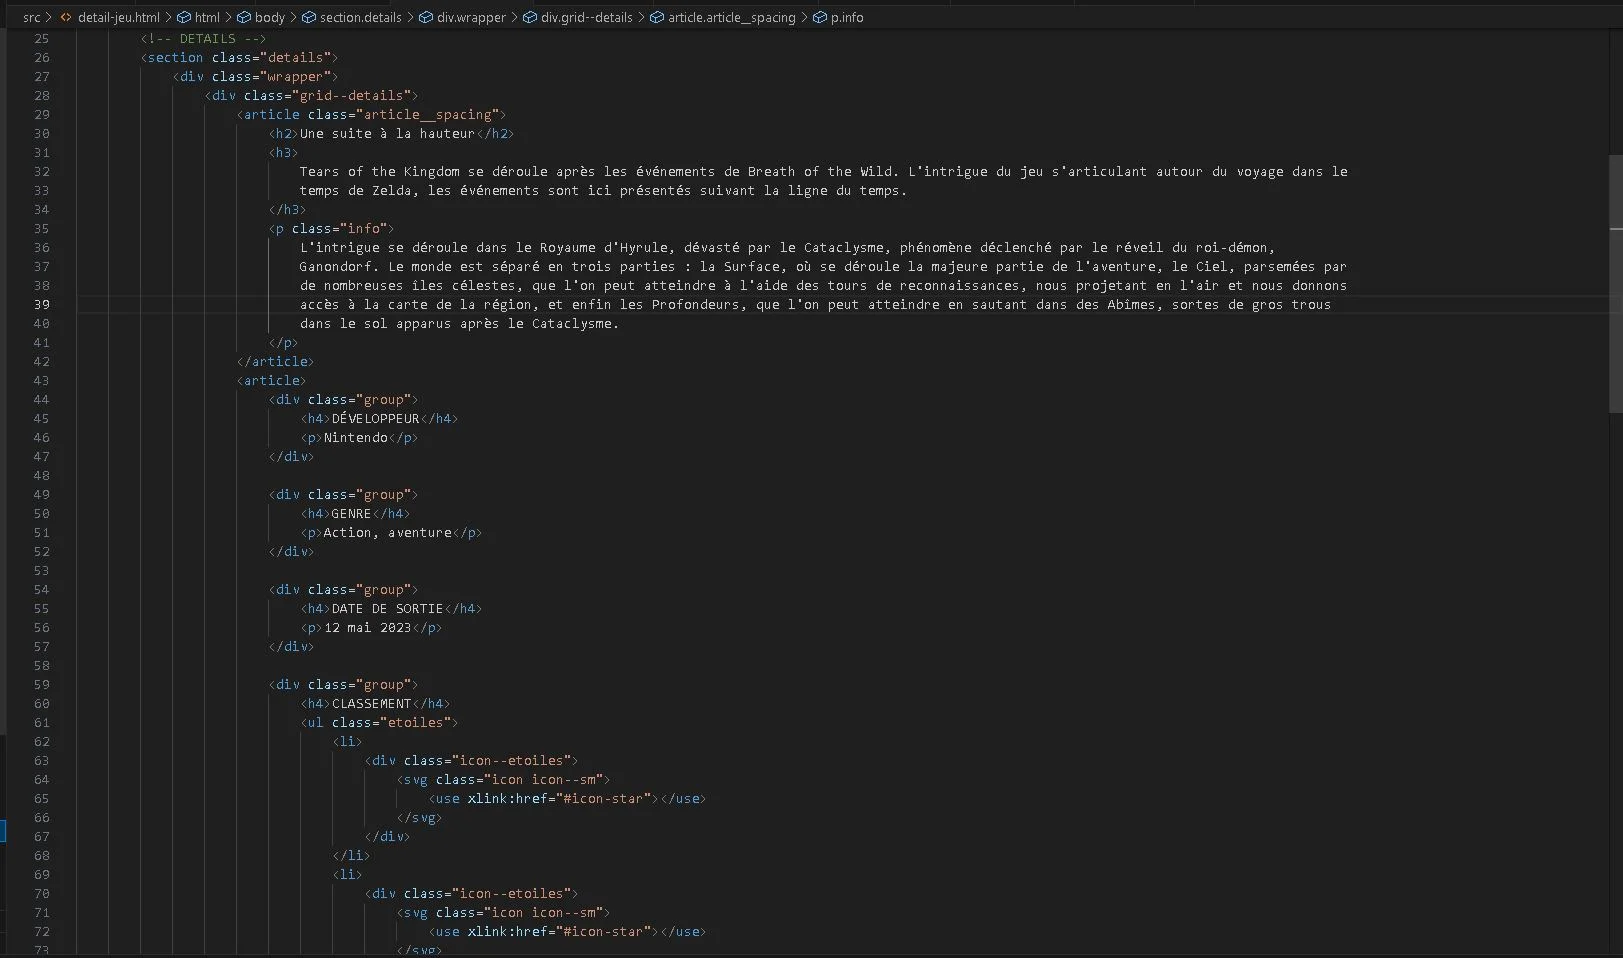 src > <> detail-jeu.html > html > body > section.details > div.wrapper > div.grid--details > article.article__spacing > p.info
25 <!-- DETAILS -->
26 <section class="details">
27 <div class="wrapper">
28 <div class="grid--details">
29 <article class="article__spacing">
30 <h2>Une suite à la hauteur</h2>
31 <h3>
32 Tears of the Kingdom se déroule après les événements de Breath of the Wild. L'intrigue du jeu s'articulant autour du voyage dans le
33 temps de Zelda, les événements sont ici présentés suivant la ligne du temps.
34 </h3>
35 <p class="info">
36 L'intrigue se déroule dans le Royaume d'Hyrule, dévasté par le Cataclysme, phénomène déclenché par le réveil du roi-démon,
37 Ganondorf. Le monde est séparé en trois parties : la Surface, où se déroule la majeure partie de l'aventure, le Ciel, parsemées par
38 de nombreuses îles célestes, que l'on peut atteindre à l'aide des tours de reconnaissances, nous projetant en l'air et nous donnons
39 accès à la carte de la région, et enfin les Profondeurs, que l'on peut atteindre en sautant dans des Abîmes, sortes de gros trous
40 dans le sol apparus après le Cataclysme.
41 </p>
42 </article>
43 <article>
44 <div class="group">
45 <h4>DÉVELOPPEUR</h4>
46 <p>Nintendo</p>
47 </div>
48
49 <div class="group">
50 <h4>GENRE</h4>
51 <p>Action, aventure</p>
52 </div>
53
54 <div class="group">
55 <h4>DATE DE SORTIE</h4>
56 <p>12 mai 2023</p>
57 </div>
58
59 <div class="group">
60 <h4>CLASSEMENT</h4>
61 <ul class="etoiles">
62 <li>
63 <div class="icon--etoiles">
64 <svg class="icon icon--sm">
65 <use xlink:href="#icon-star"></use>
66 </svg>
67 </div>
68 </li>
69 <li>
70 <div class="icon--etoiles">
71 <svg class="icon icon--sm">
72 <use xlink:href="#icon-star"></use>
73 </svg>